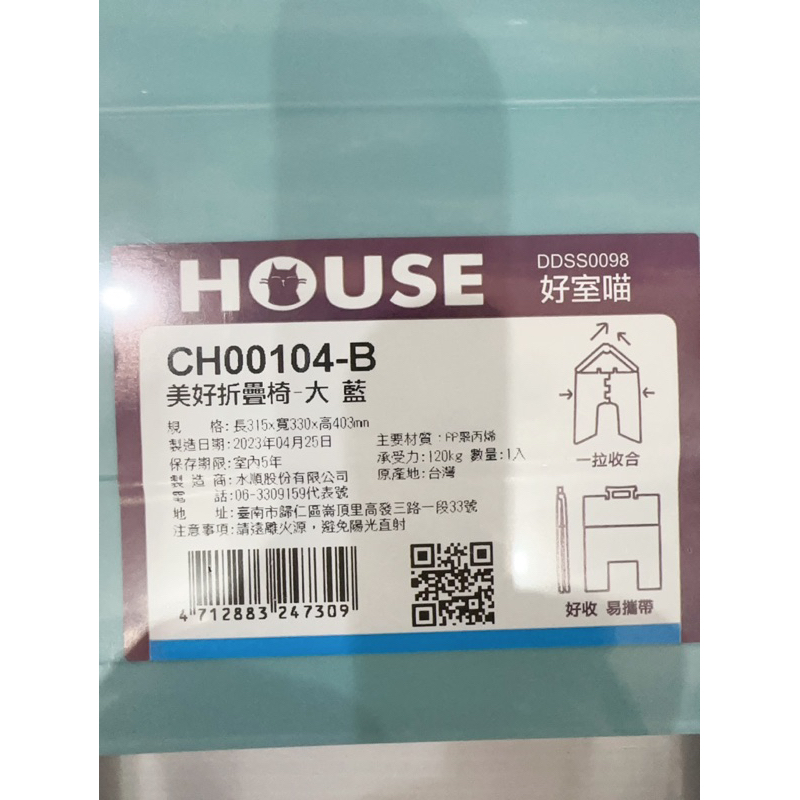 HOUSE
DDSS0098
好室喵
CH00104-B
美好折疊椅-大 藍
規 格:長315x寬330x高403mm
製造日期:2023年04月25日
主要材質:PP聚丙烯
保存期限:室內5年
承受力:120kg 數量:1入
製 造 商:水順股份有限公司
原產地:台灣
電 話:06-3309159代表號
地 址:臺南市歸仁區崙頂里高發三路一段33號
注意事項:請遠離火源,避免陽光直射
4 712883 247309
一拉收合
好收 易攜帶